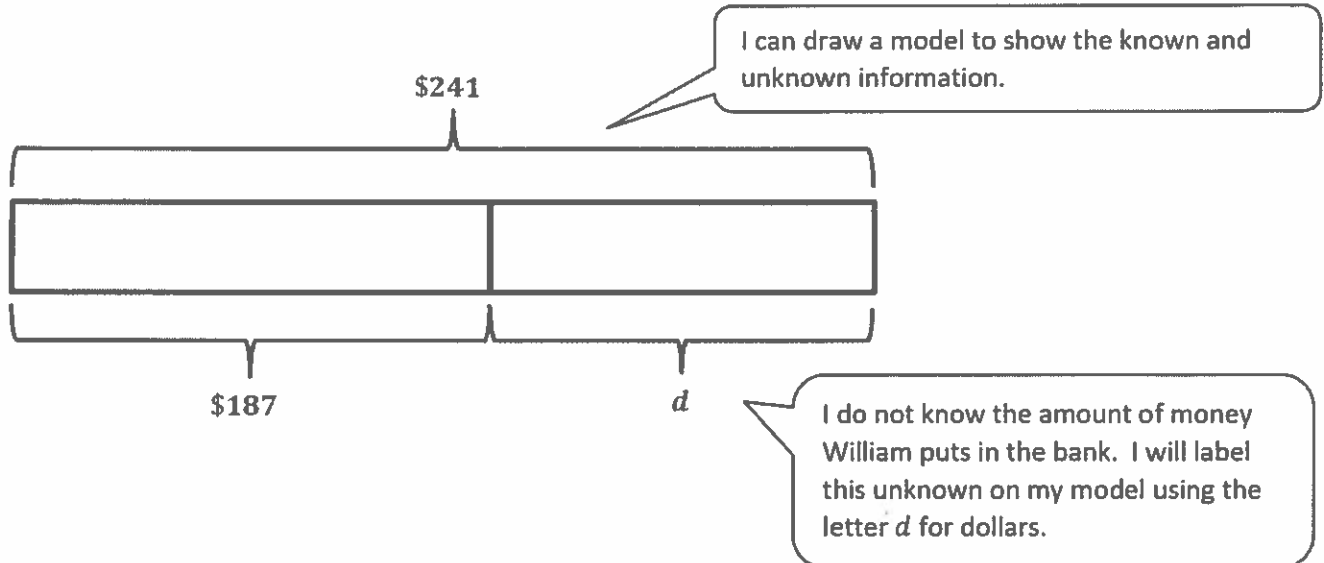 I can draw a model to show the known and
unknown information.
$241
$187
d
I do not know the amount of money
William puts in the bank. I will label
this unknown on my model using the
letter d for dollars.